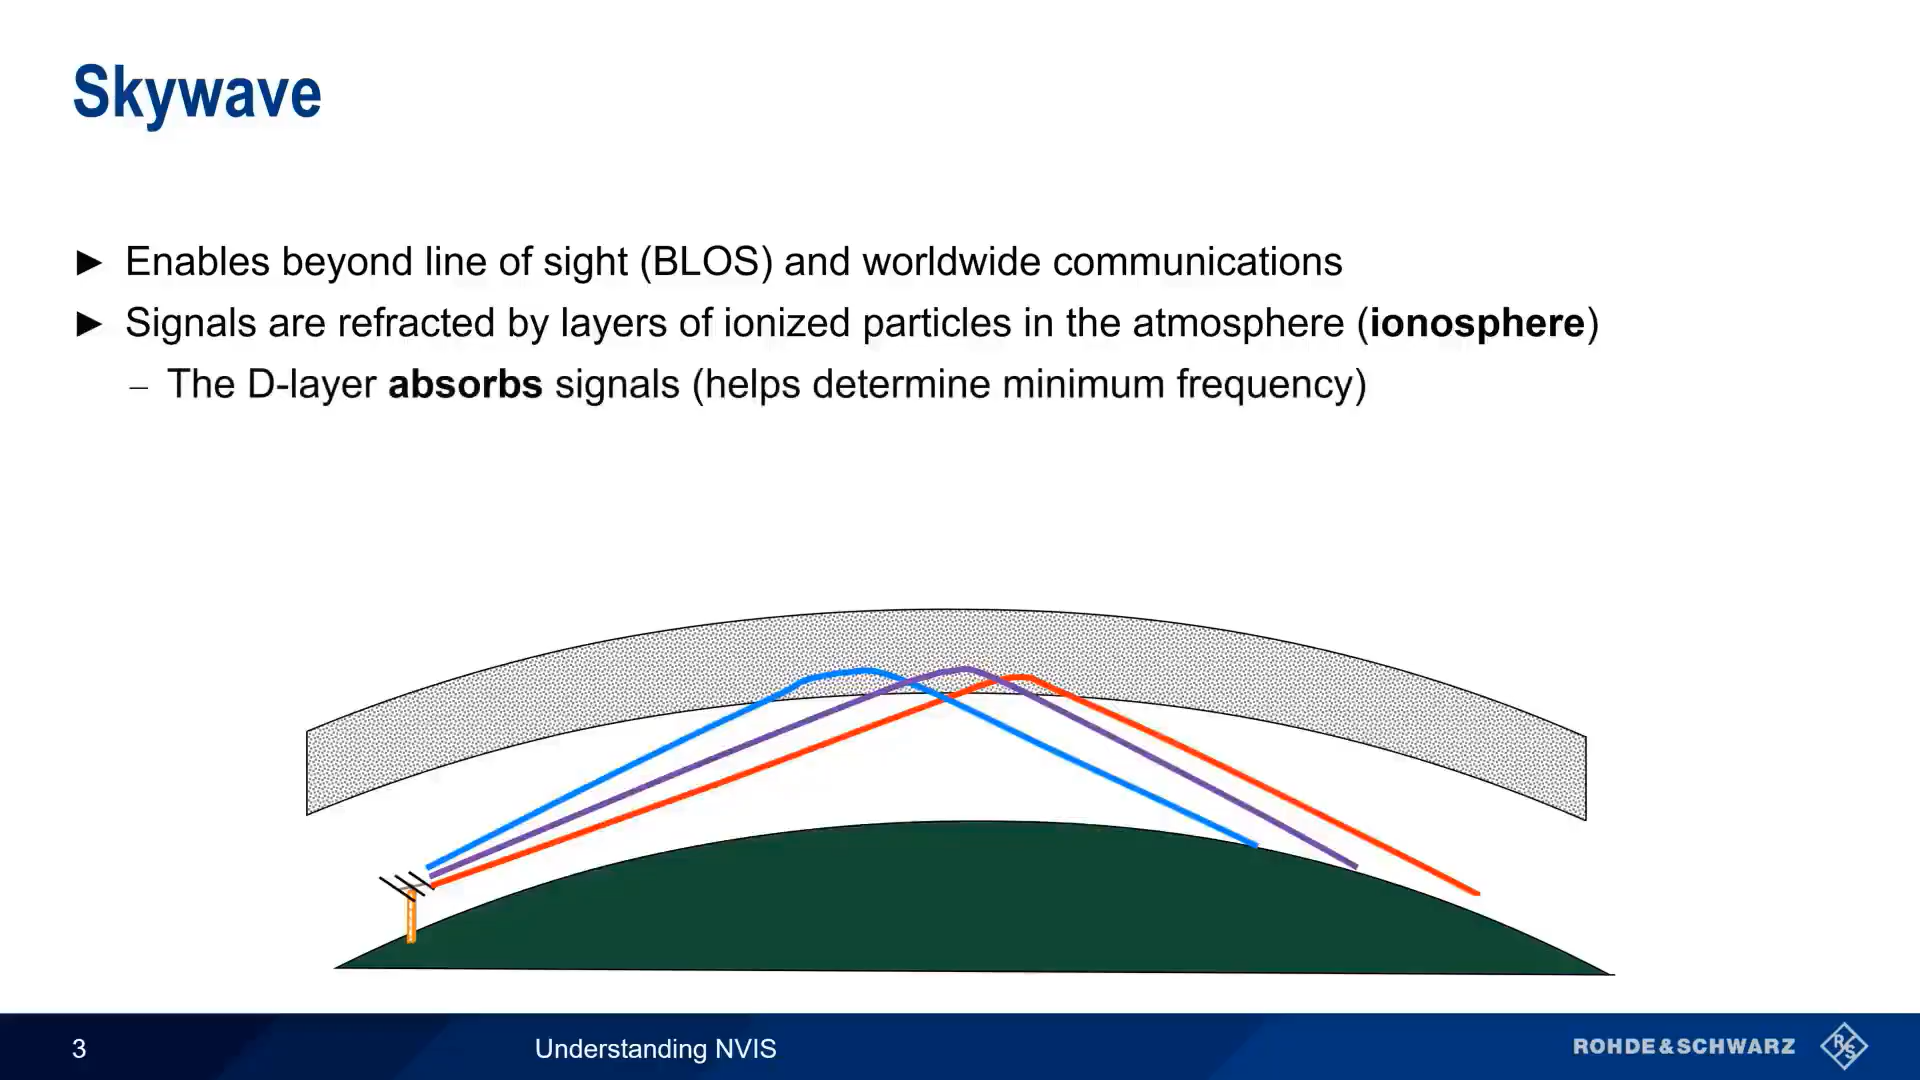 Skywave
► Enables beyond line of sight (BLOS) and worldwide communications
► Signals are refracted by layers of ionized particles in the atmosphere (ionosphere)
– The D-layer absorbs signals (helps determine minimum frequency)
3
Understanding NVIS
ROHDE&SCHWARZ
R&S